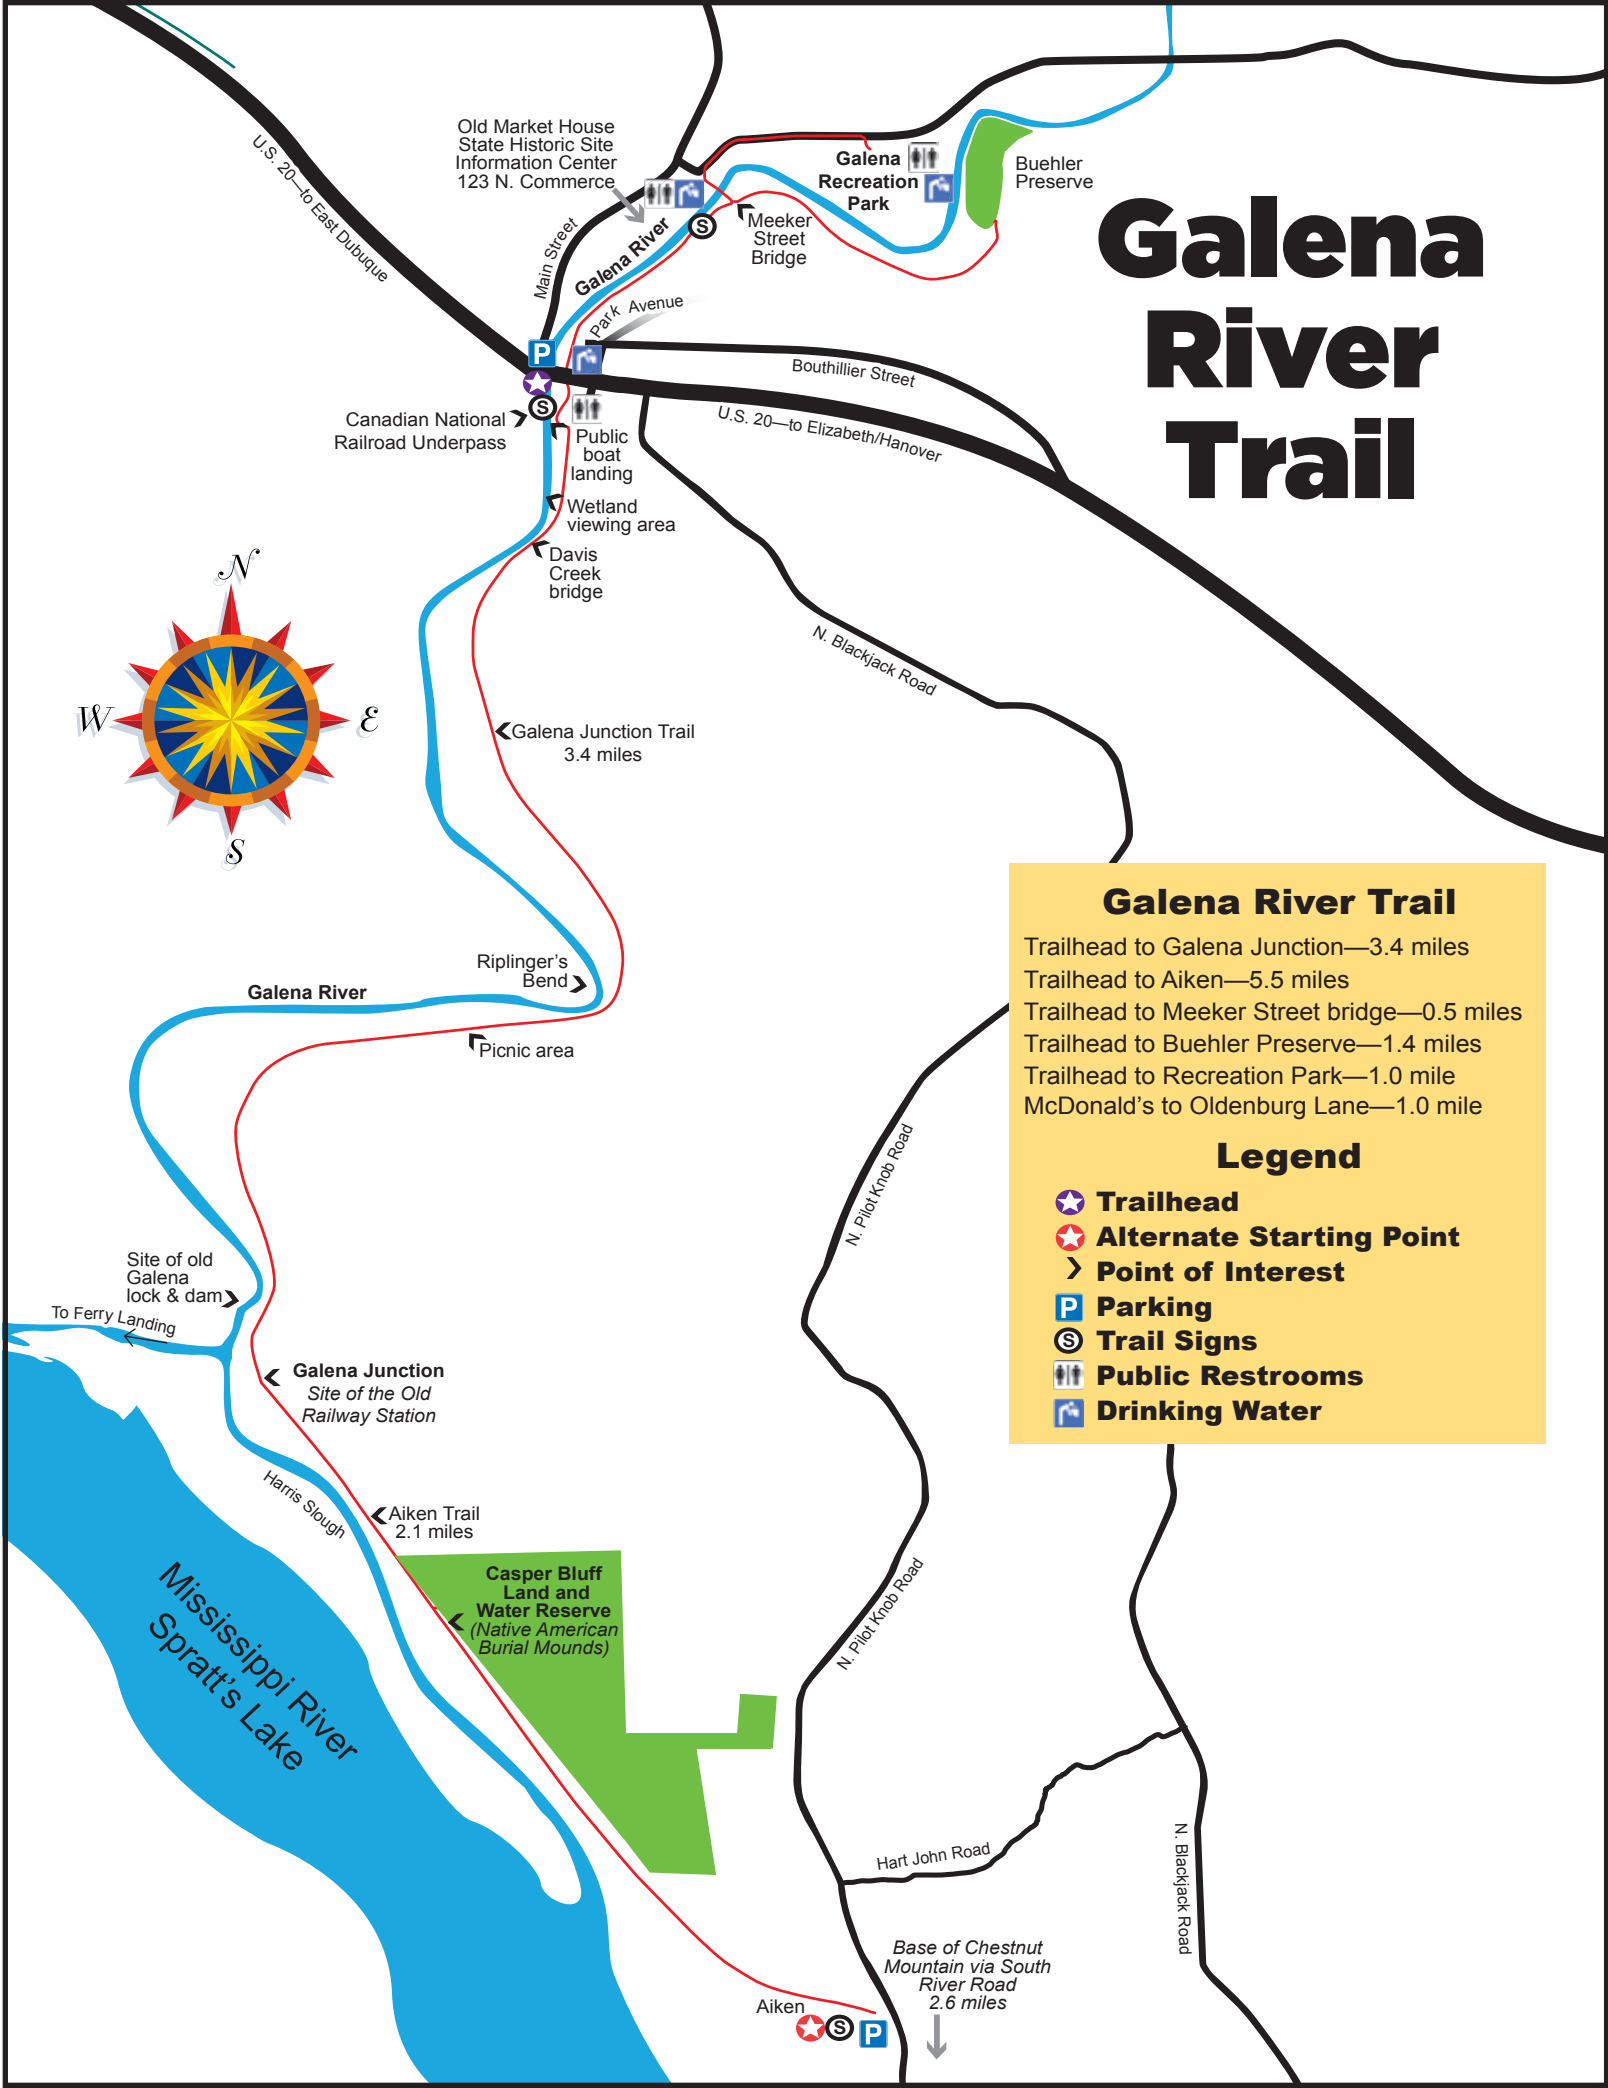 Galena
River
Trail
Old Market House
State Historic Site
Information Center
123 N. Commerce
U.S. 20—to East Dubuque
Main Street
Galena River
Galena
Recreation
Park
Buehler
Preserve
Meeker
Street
Bridge
Park Avenue
P
S
S
Bouthillier Street
U.S. 20—to Elizabeth/Hanover
Canadian National
Railroad Underpass
Public
boat
landing
Wetland
viewing area
Davis
Creek
bridge
N
W
E
S
N. Blackjack Road
Galena Junction Trail
3.4 miles
Riplinger's
Bend
Galena River
Picnic area
Galena River Trail
Trailhead to Galena Junction—3.4 miles
Trailhead to Aiken—5.5 miles
Trailhead to Meeker Street bridge—0.5 miles
Trailhead to Buehler Preserve—1.4 miles
Trailhead to Recreation Park—1.0 mile
McDonald's to Oldenburg Lane—1.0 mile
Legend
Trailhead
Alternate Starting Point
Point of Interest
P Parking
S Trail Signs
Public Restrooms
Drinking Water
N. Pilot Knob Road
Site of old
Galena
lock & dam
To Ferry Landing
Galena Junction
Site of the Old
Railway Station
Harris Slough
Aiken Trail
2.1 miles
Casper Bluff
Land and
Water Reserve
(Native American
Burial Mounds)
Mississippi River
Spratt's Lake
N. Pilot Knob Road
Hart John Road
N. Blackjack Road
Base of Chestnut
Mountain via South
River Road
2.6 miles
Aiken
S
P